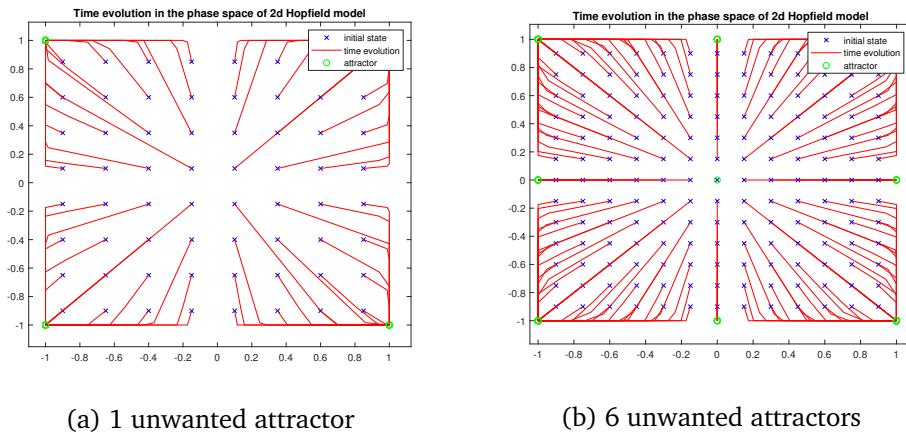 Time evolution in the phase space of 2d Hopfield model
initial state
time evolution
attractor
1
0.8
0.6
0.4
0.2
0
-0.2
-0.4
-0.6
-0.8
-1
-1 -0.8 -0.6 -0.4 -0.2 0 0.2 0.4 0.6 0.8 1
(a) 1 unwanted attractor
Time evolution in the phase space of 2d Hopfield model
initial state
time evolution
attractor
1
0.8
0.6
0.4
0.2
0
-0.2
-0.4
-0.6
-0.8
-1
-1 -0.8 -0.6 -0.4 -0.2 0 0.2 0.4 0.6 0.8 1
(b) 6 unwanted attractors